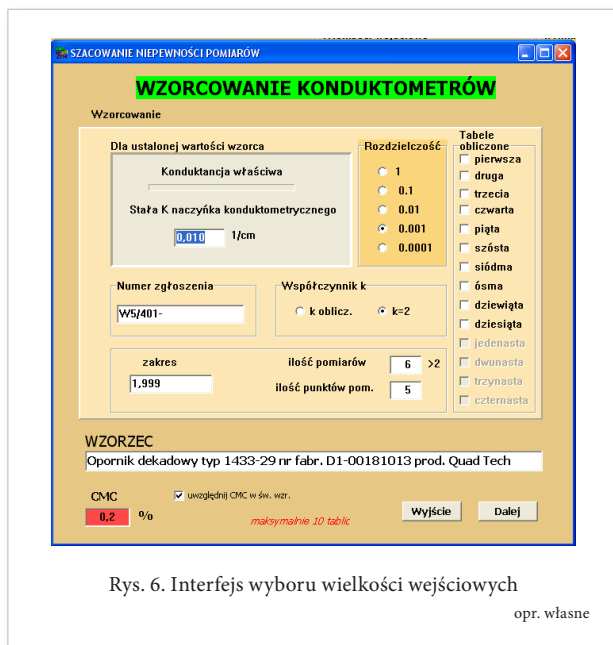 SZACOWANIE NIEPEWNOŚCI POMIARÓW
WZORCOWANIE KONDUKTOMETRÓW
Wzorcowanie
Dla ustalonej wartości wzorca
Konduktancja właściwa
Stała K naczyńka konduktometrycznego
0,010 1/cm
Rozdzielczość
1
0.1
0.01
0.001
0.0001
Tabele
obliczone
pierwsza
druga
trzecia
czwarta
piąta
szósta
siódma
ósma
dziewiąta
dziesiąta
jedenasta
dwunasta
trzynasta
czternasta
Numer zgłoszenia
W5/401-
Współczynnik k
k oblicz. k=2
zakres
1,999
ilość pomiarów 6 >2
ilość punktów pom. 5
WZORZEC
Opornik dekadowy typ 1433-29 nr fabr. D1-00181013 prod. Quad Tech
CMC
0,2 %
uwzględnij CMC w św. wzr.
maksymalnie 10 tablic
Wyjście Dalej
Rys. 6. Interfejs wyboru wielkości wejściowych
opr. własne